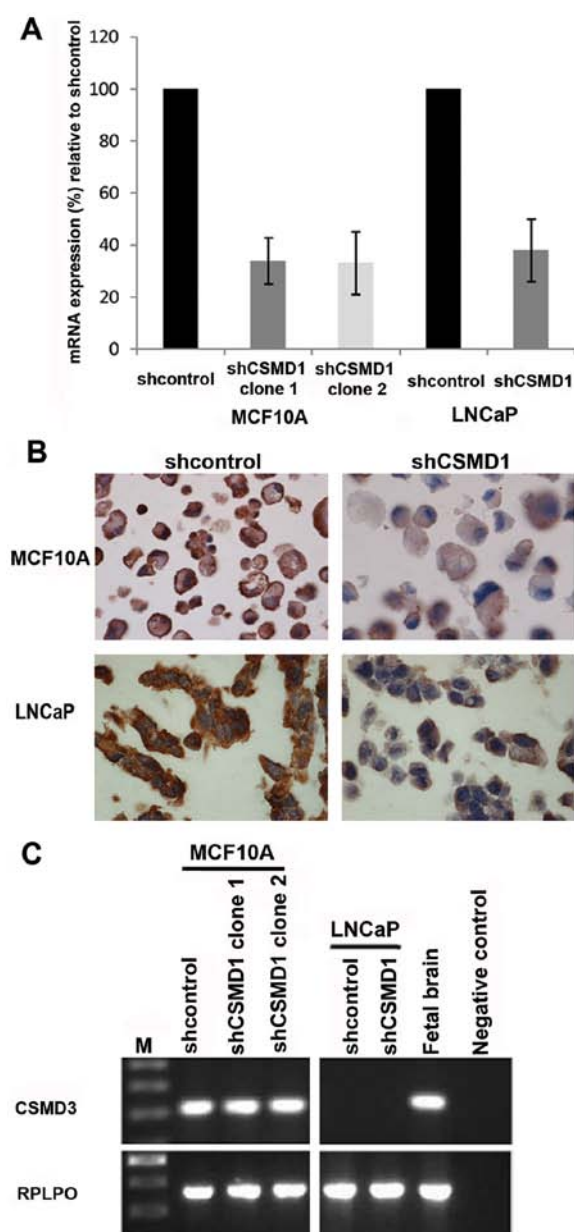 A
mRNA expression (%) relative to shcontrol
120
100
80
60
40
20
0
shcontrol
shCSMD1
clone 1
shCSMD1
clone 2
shcontrol
shCSMD1
MCF10A
LNCaP
B
shcontrol
shCSMD1
MCF10A
LNCaP
C
MCF10A
LNCaP
M
shcontrol
shCSMD1 clone 1
shCSMD1 clone 2
shcontrol
shCSMD1
Fetal brain
Negative control
CSMD3
RPLPO